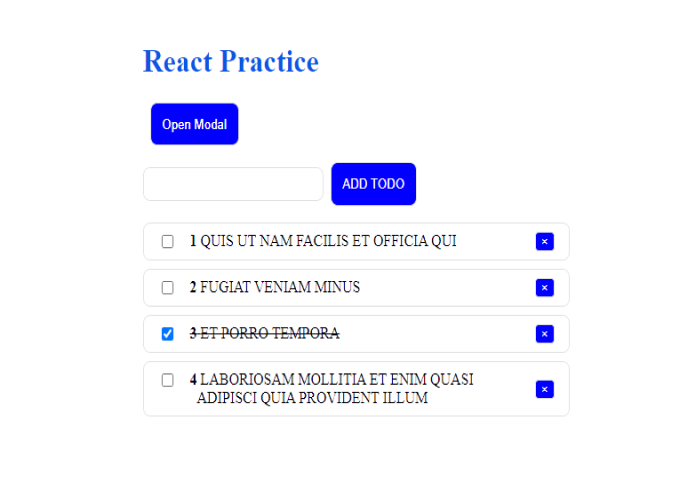 React Practice
Open Modal
ADD TODO
1 QUIS UT NAM FACILIS ET OFFICIA QUI ×
2 FUGIAT VENIAM MINUS ×
3 ET PORRO TEMPORA ×
4 LABORIOSAM MOLLITIA ET ENIM QUASI ×
ADIPISCI QUIA PROVIDENT ILLUM